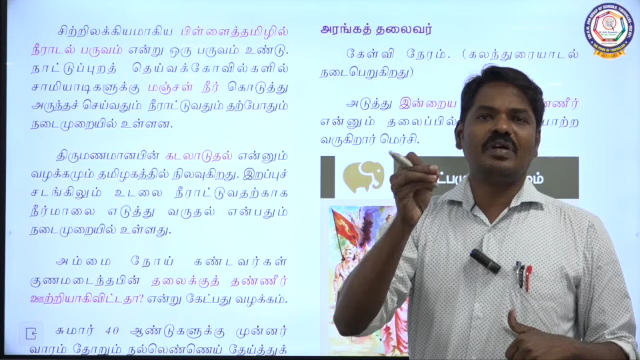 சிற்றிலக்கியமாகிய பிள்ளைத்தமிழில்
நீராடல் பருவம் என்று ஒரு பருவம் உண்டு.
நாட்டுப்புறத் தெய்வக்கோவில்களில்
சாமியாடிகளுக்கு மஞ்சள் நீர் கொடுத்து
அருந்தச் செய்வதும் நீராட்டுவதும் தற்போதும்
நடைமுறையில் உள்ளன.
திருமணமானபின் கடலாடுதல் என்னும்
வழக்கமும் தமிழகத்தில் நிலவுகிறது. இறப்புச்
சடங்கிலும் உடலை நீராட்டுவதற்காக
நீர்மாலை எடுத்து வருதல் என்பதும்
நடைமுறையில் உள்ளது.
அம்மை நோய் கண்டவர்கள்
குணமடைந்தபின் தலைக்குத் தண்ணீர்
ஊற்றியாகிவிட்டதா? என்று கேட்பது வழக்கம்.
சுமார் 40 ஆண்டுகளுக்கு முன்னர்
வாரம் தோறும் நல்லெண்ணெய் தேய்த்துக்
அரங்கத் தலைவர்
கேள்வி நேரம். (கலந்துரையாடல்
நடைபெறுகிறது)
அடுத்து இன்றைய
என்னும் தலைப்பில்
வருகிறார் மெர்சி.